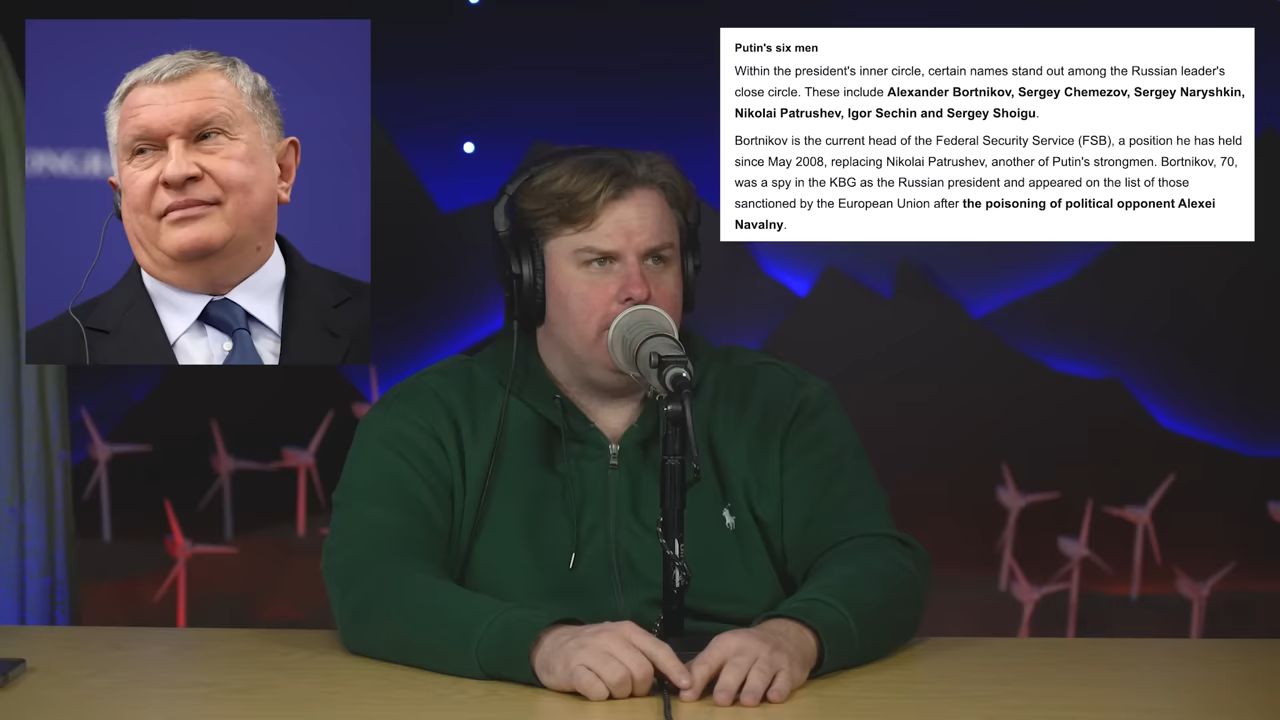 ONGR
Putin's six men
Within the president's inner circle, certain names stand out among the Russian leader's
close circle. These include Alexander Bortnikov, Sergey Chemezov, Sergey Naryshkin,
Nikolai Patrushev, Igor Sechin and Sergey Shoigu.
Bortnikov is the current head of the Federal Security Service (FSB), a position he has held
since May 2008, replacing Nikolai Patrushev, another of Putin's strongmen. Bortnikov, 70,
was a spy in the KBG as the Russian president and appeared on the list of those
sanctioned by the European Union after the poisoning of political opponent Alexei
Navalny.